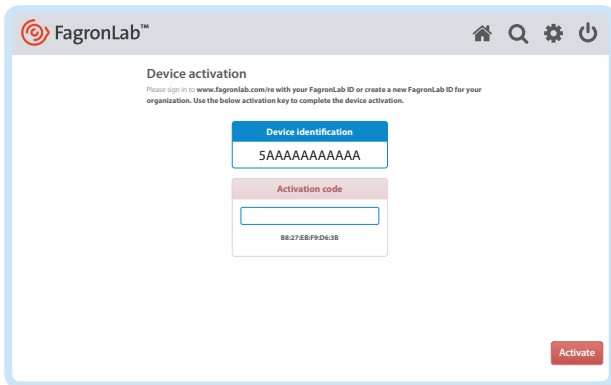 FagronLab™
Device activation
Please sign in to www.fagronlab.com/re with your FagronLab ID or create a new FagronLab ID for your
organization. Use the below activation key to complete the device activation.
Device identification
5AAAAAAAAAAA
Activation code
B8:27:EB:F9:D6:3B
Activate